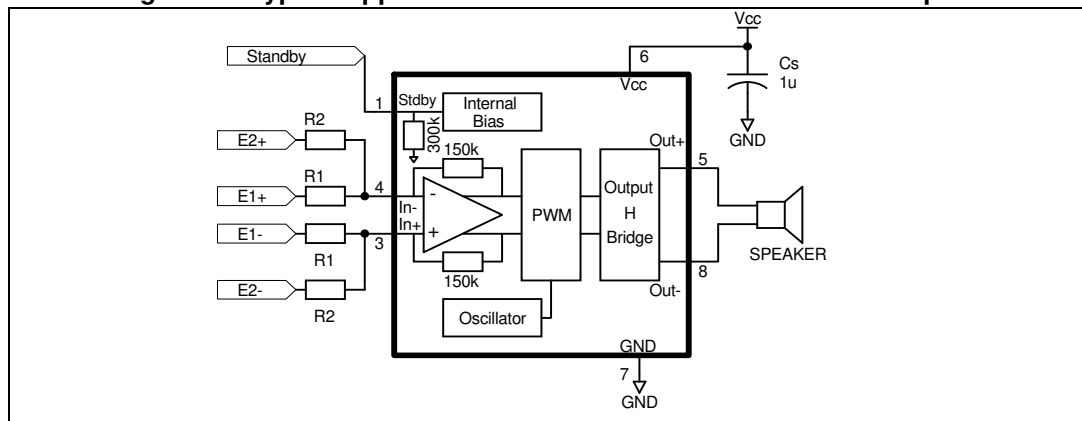 Vcc
Standby
6
Cs
1u
Vcc
1
Stdby
Internal
Bias
GND
300k
R2
E2+
150k
Out+
5
R1
E1+
4
In-
-
Output
H
Bridge
PWM
In+
+
E1-
3
SPEAKER
R1
150k
8
E2-
Out-
R2
Oscillator
GND
7
GND